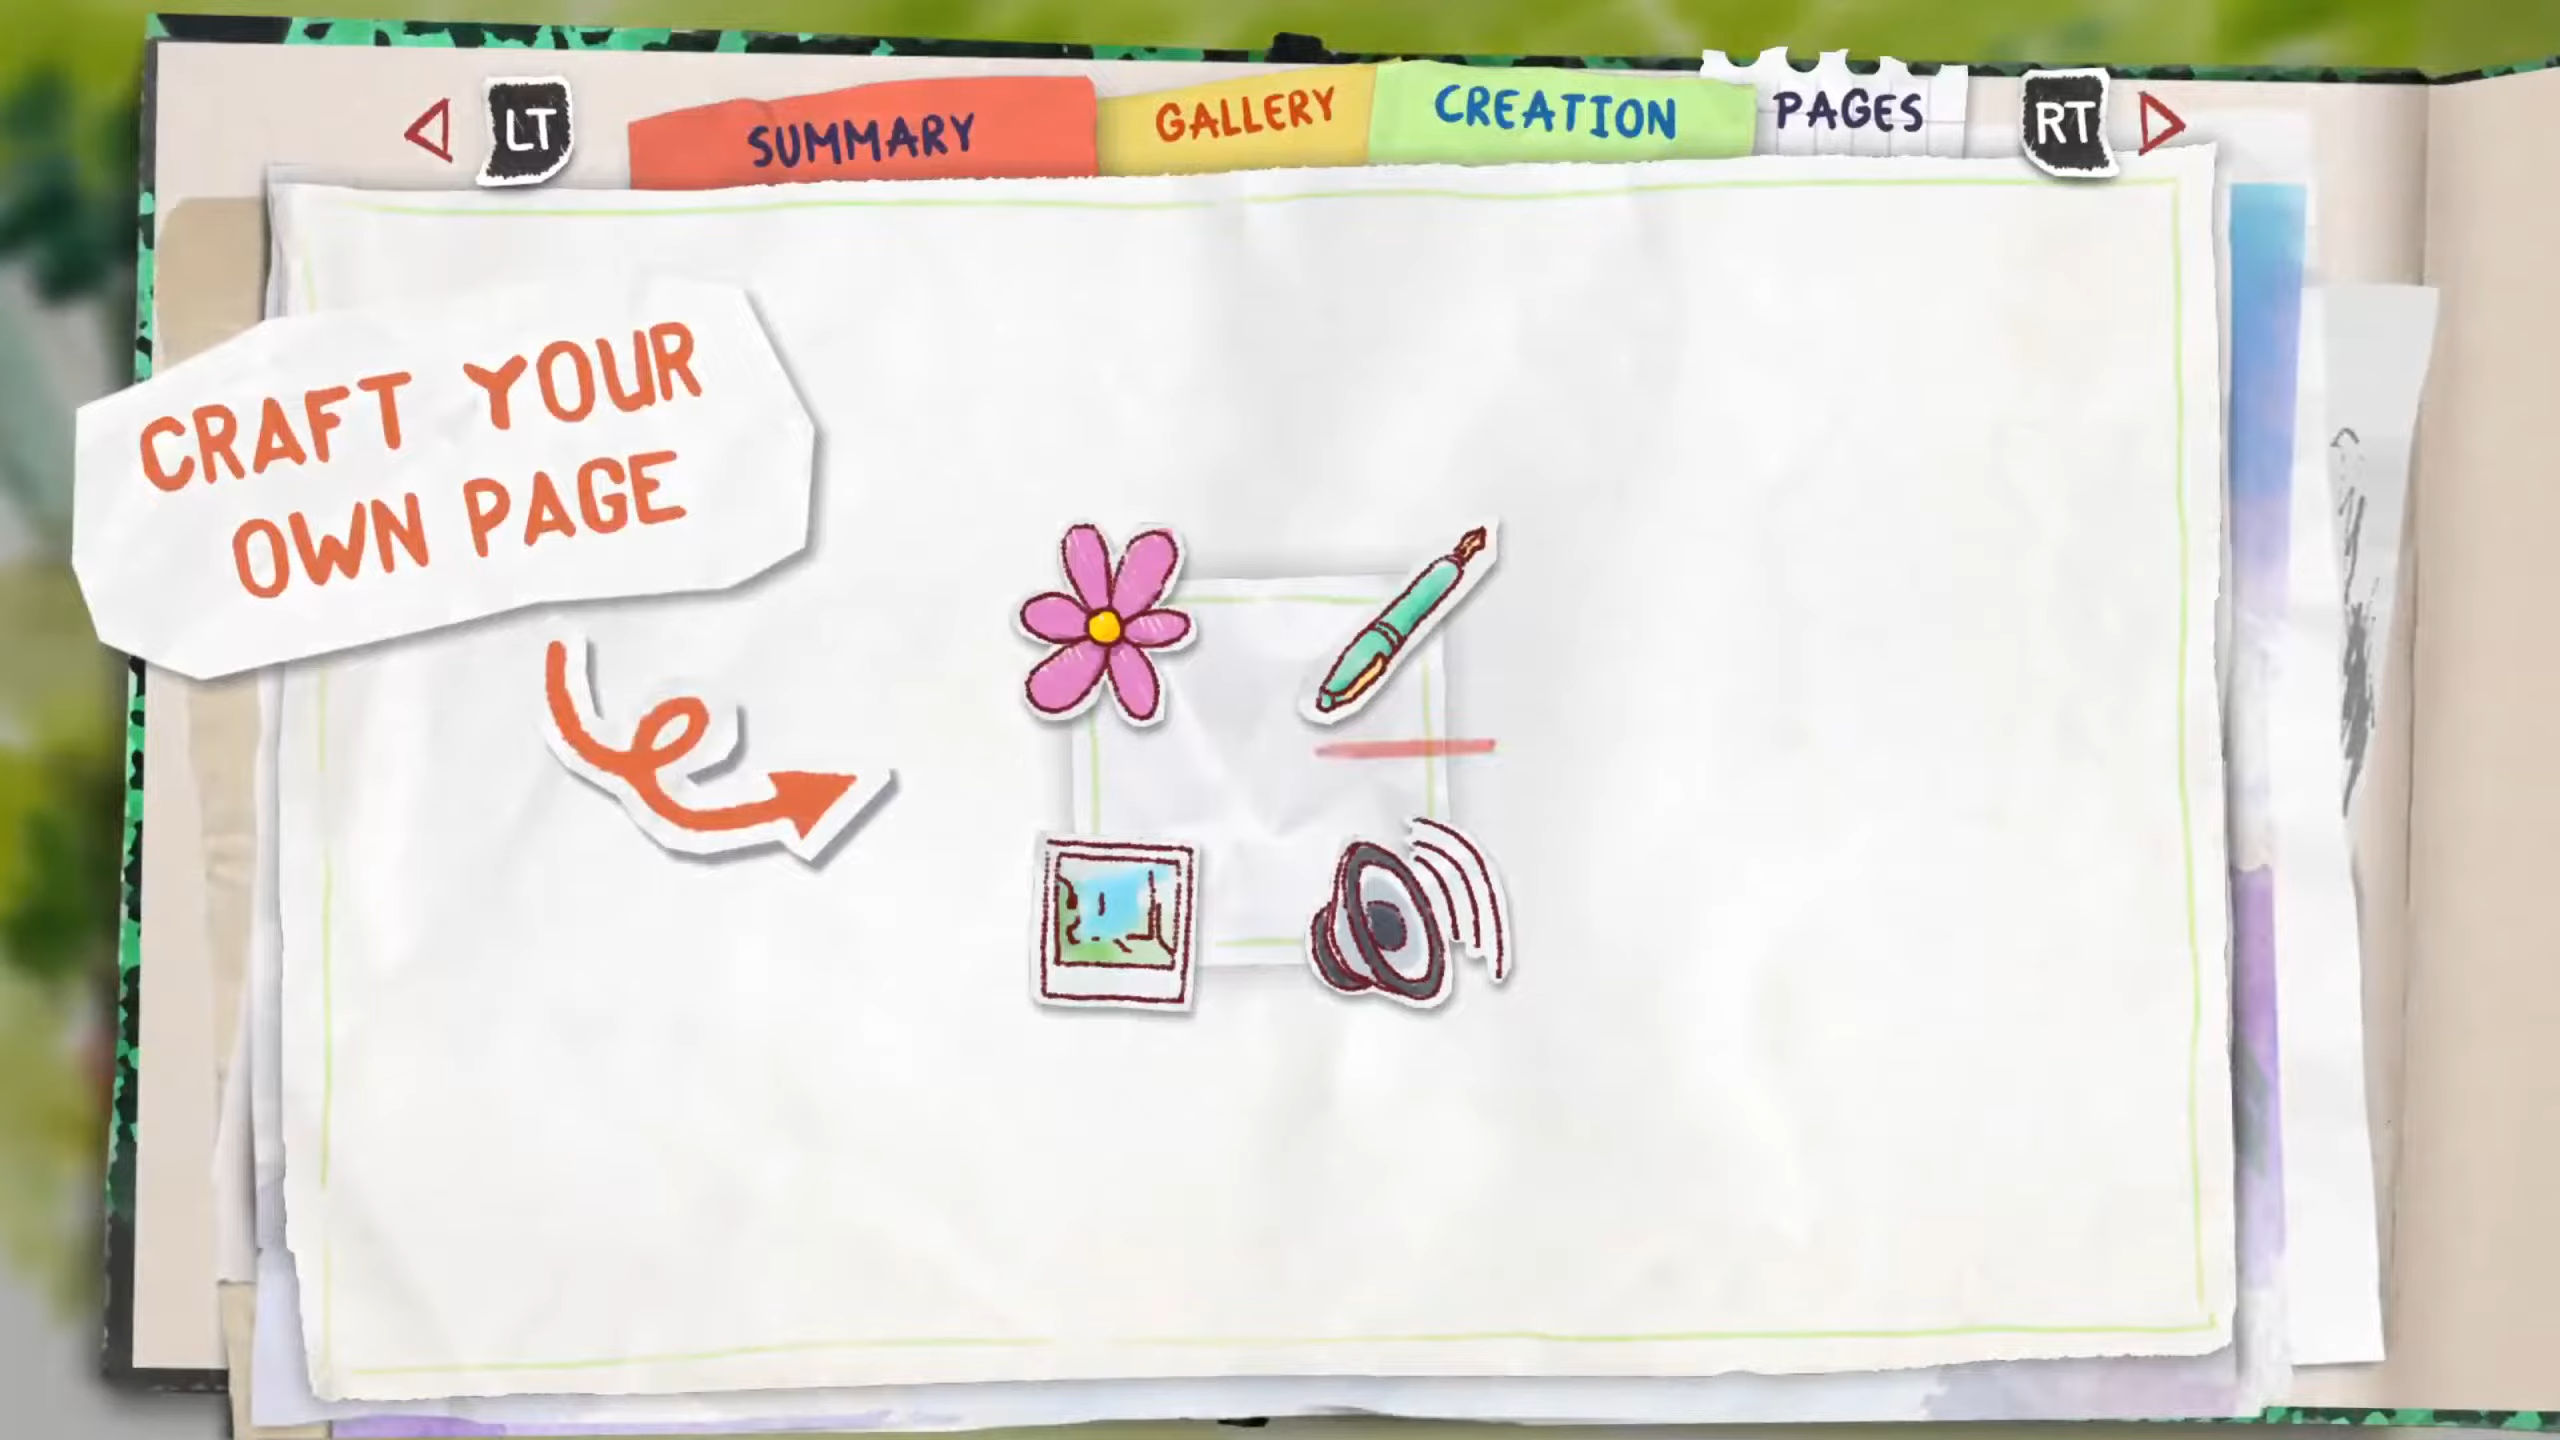 LT
SUMMARY
GALLERY
CREATION
PAGES
RT
CRAFT YOUR
OWN PAGE